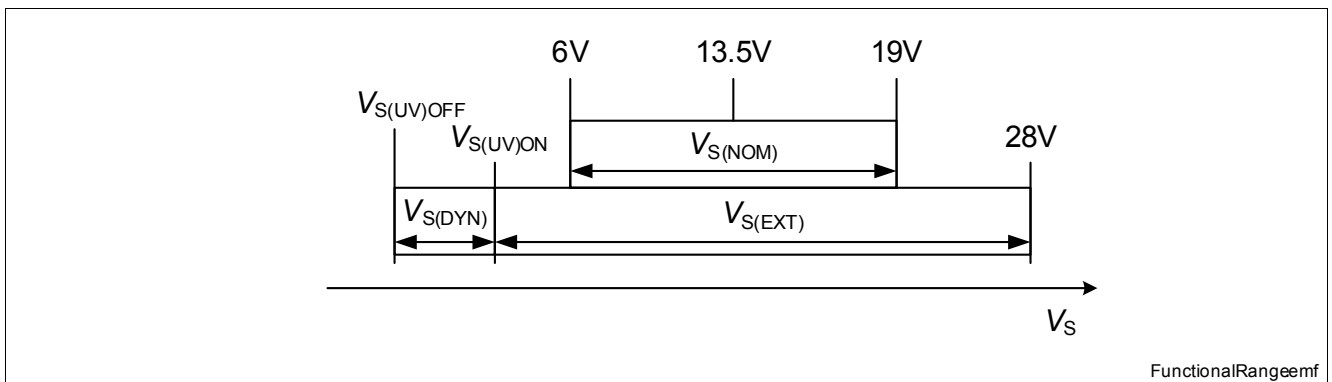 6V 13.5V 19V
VS(UV)OFF
VS(UV)ON
VS(NOM)
28V
VS(DYN)
VS(EXT)
VS
FunctionalRangeemf